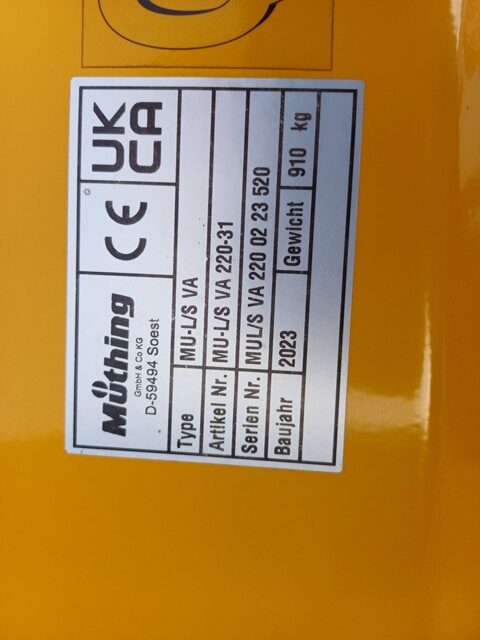 Müthing
GmbH & Co KG
D-59494 Soest
CE
UK
CA
Type MU-L/S VA
Artikel Nr. MU-L/S VA 220-31
Serien Nr. MUL/S VA 220 02 23 520
Baujahr 2023 Gewicht 910 kg